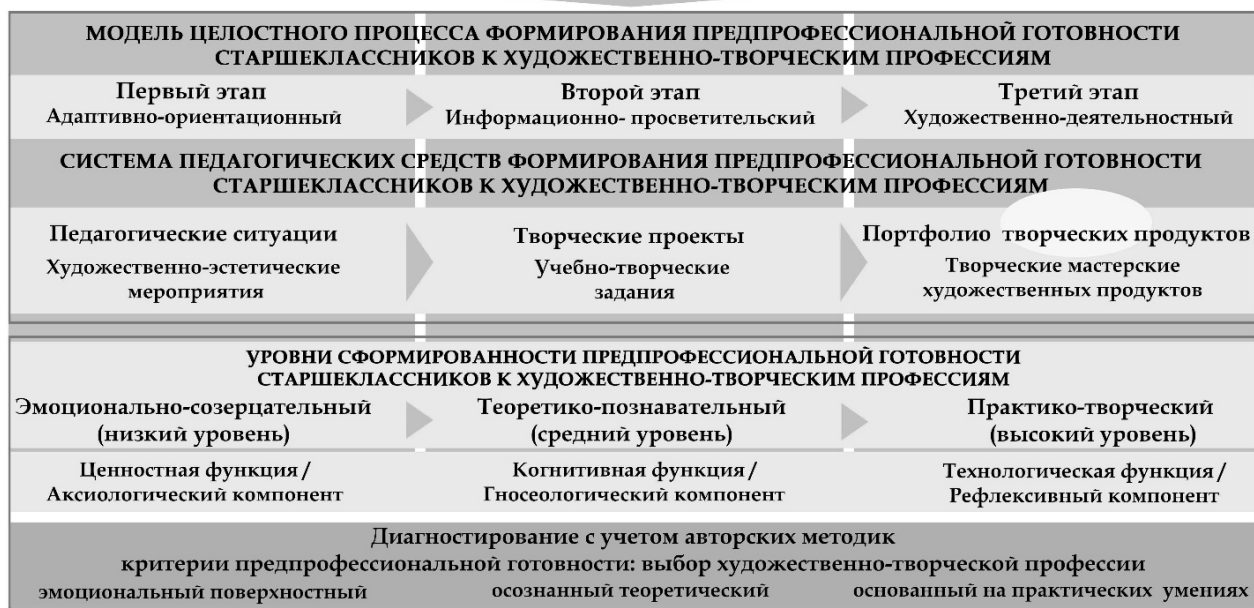 МОДЕЛЬ ЦЕЛОСТНОГО ПРОЦЕССА ФОРМИРОВАНИЯ ПРЕДПРОФЕССИОНАЛЬНОЙ ГОТОВНОСТИ
СТАРШЕКЛАССНИКОВ К ХУДОЖЕСТВЕННО-ТВОРЧЕСКИМ ПРОФЕССИЯМ
Первый этап
Адаптивно-ориентационный
Второй этап
Информационно- просветительский
Третий этап
Художественно-деятельностный
СИСТЕМА ПЕДАГОГИЧЕСКИХ СРЕДСТВ ФОРМИРОВАНИЯ ПРЕДПРОФЕССИОНАЛЬНОЙ ГОТОВНОСТИ
СТАРШЕКЛАССНИКОВ К ХУДОЖЕСТВЕННО-ТВОРЧЕСКИМ ПРОФЕССИЯМ
Педагогические ситуации
Художественно-эстетические
мероприятия
Творческие проекты
Учебно-творческие
задания
Портфолио творческих продуктов
Творческие мастерские
художественных продуктов
УРОВНИ СФОРМИРОВАННОСТИ ПРЕДПРОФЕССИОНАЛЬНОЙ ГОТОВНОСТИ
СТАРШЕКЛАССНИКОВ К ХУДОЖЕСТВЕННО-ТВОРЧЕСКИМ ПРОФЕССИЯМ
Эмоционально-созерцательный
(низкий уровень)
Теоретико-познавательный
(средний уровень)
Практико-творческий
(высокий уровень)
Ценностная функция /
Аксиологический компонент
Когнитивная функция /
Гносеологический компонент
Технологическая функция /
Рефлексивный компонент
Диагностирование с учетом авторских методик
критерии предпрофессиональной готовности: выбор художественно-творческой профессии
эмоциональный поверхностный
осознанный теоретический
основанный на практических умениях